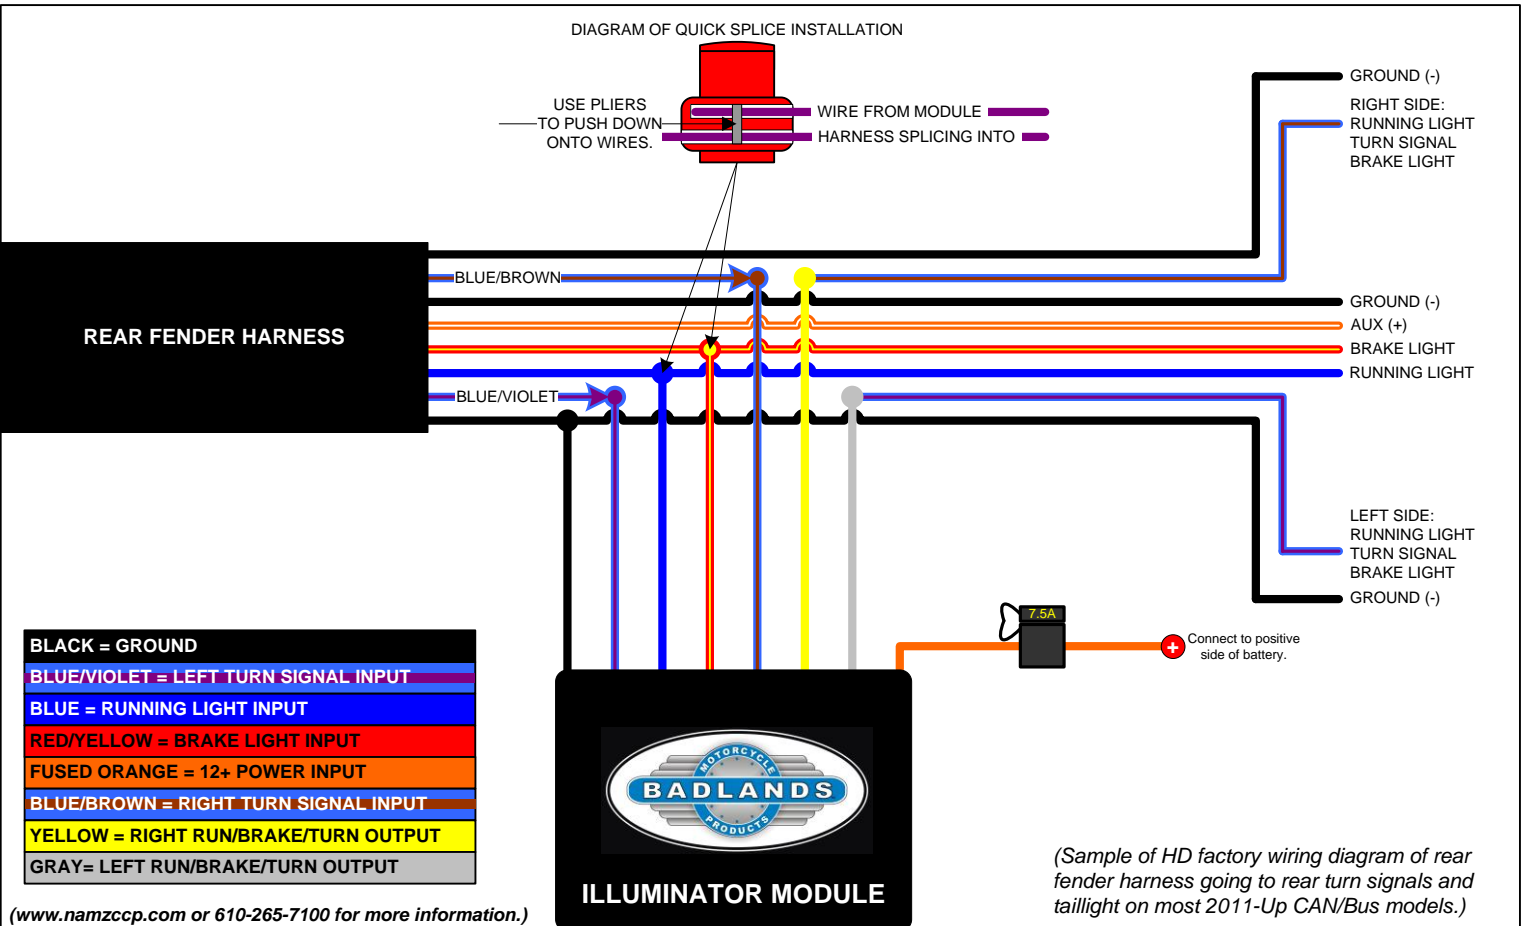 DIAGRAM OF QUICK SPLICE INSTALLATION
USE PLIERS
TO PUSH DOWN
ONTO WIRES.
WIRE FROM MODULE
HARNESS SPLICING INTO
GROUND (-)
RIGHT SIDE:
RUNNING LIGHT
TURN SIGNAL
BRAKE LIGHT
REAR FENDER HARNESS
BLUE/BROWN
BLUE/VIOLET
GROUND (-)
AUX (+)
BRAKE LIGHT
RUNNING LIGHT
LEFT SIDE:
RUNNING LIGHT
TURN SIGNAL
BRAKE LIGHT
GROUND (-)
7.5A
+
Connect to positive
side of battery.
BLACK = GROUND
BLUE/VIOLET = LEFT TURN SIGNAL INPUT
BLUE = RUNNING LIGHT INPUT
RED/YELLOW = BRAKE LIGHT INPUT
FUSED ORANGE = 12+ POWER INPUT
BLUE/BROWN = RIGHT TURN SIGNAL INPUT
YELLOW = RIGHT RUN/BRAKE/TURN OUTPUT
GRAY= LEFT RUN/BRAKE/TURN OUTPUT
(www.namzccp.com or 610-265-7100 for more information.)
MOTORCYCLE
BADLANDS
PRODUCTS
ILLUMINATOR MODULE
(Sample of HD factory wiring diagram of rear
fender harness going to rear turn signals and
taillight on most 2011-Up CAN/Bus models.)